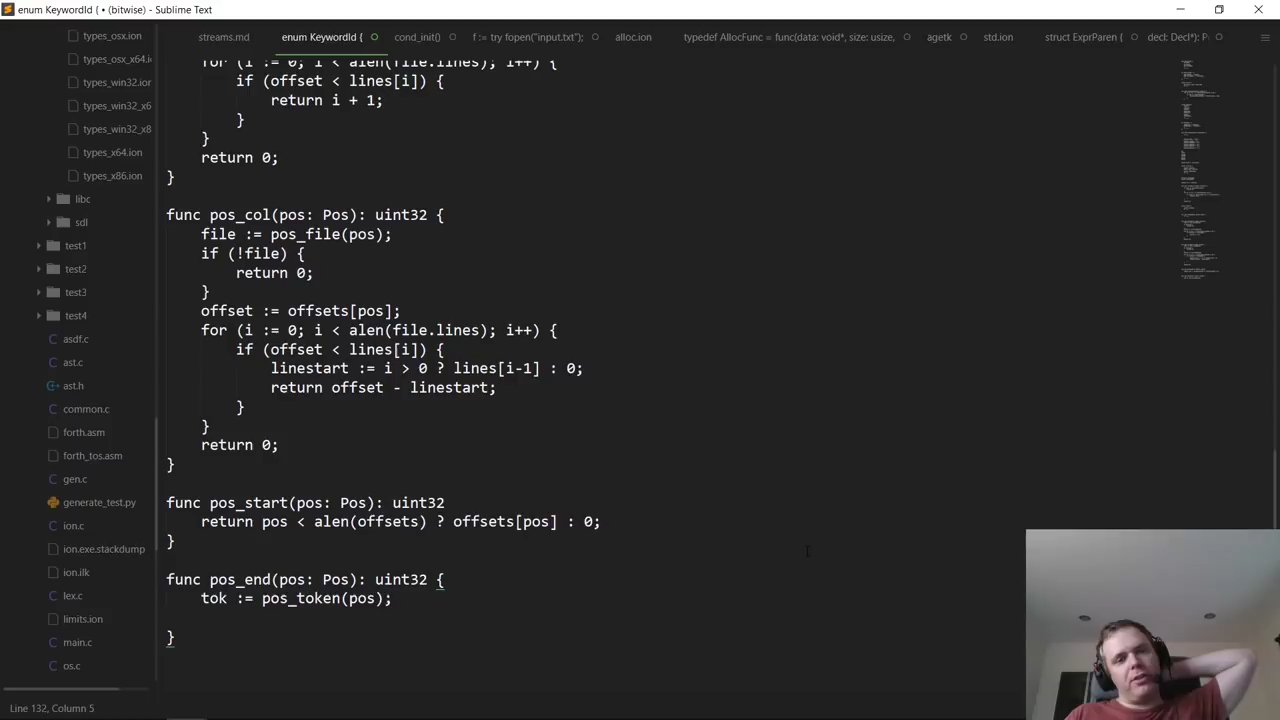 enum KeywordId { • (bitwise) - Sublime Text
streams.md
enum KeywordId {
cond_init()
f := try fopen("input.txt");
alloc.ion
typedef AllocFunc = func(data: void*, size: usize,
agetk
std.ion
struct ExprParen {
decl: Decl*): P
types_osx.ion
types_osx_x64.i
types_win32.ion
types_win32_x6
types_win32_x8
types_x64.ion
types_x86.ion
libc
sdl
test1
test2
test3
test4
asdf.c
ast.c
ast.h
common.c
forth.asm
forth_tos.asm
gen.c
generate_test.py
ion.c
ion.exe.stackdump
ion.ilk
lex.c
limits.ion
main.c
os.c
for (i := 0; i < alen(file.lines); i++) {
if (offset < lines[i]) {
return i + 1;
}
}
return 0;
}
func pos_col(pos: Pos): uint32 {
file := pos_file(pos);
if (!file) {
return 0;
}
offset := offsets[pos];
for (i := 0; i < alen(file.lines); i++) {
if (offset < lines[i]) {
linestart := i > 0 ? lines[i-1] : 0;
return offset - linestart;
}
}
return 0;
}
func pos_start(pos: Pos): uint32
return pos < alen(offsets) ? offsets[pos] : 0;
}
func pos_end(pos: Pos): uint32 {
tok := pos_token(pos);
}
Line 132, Column 5